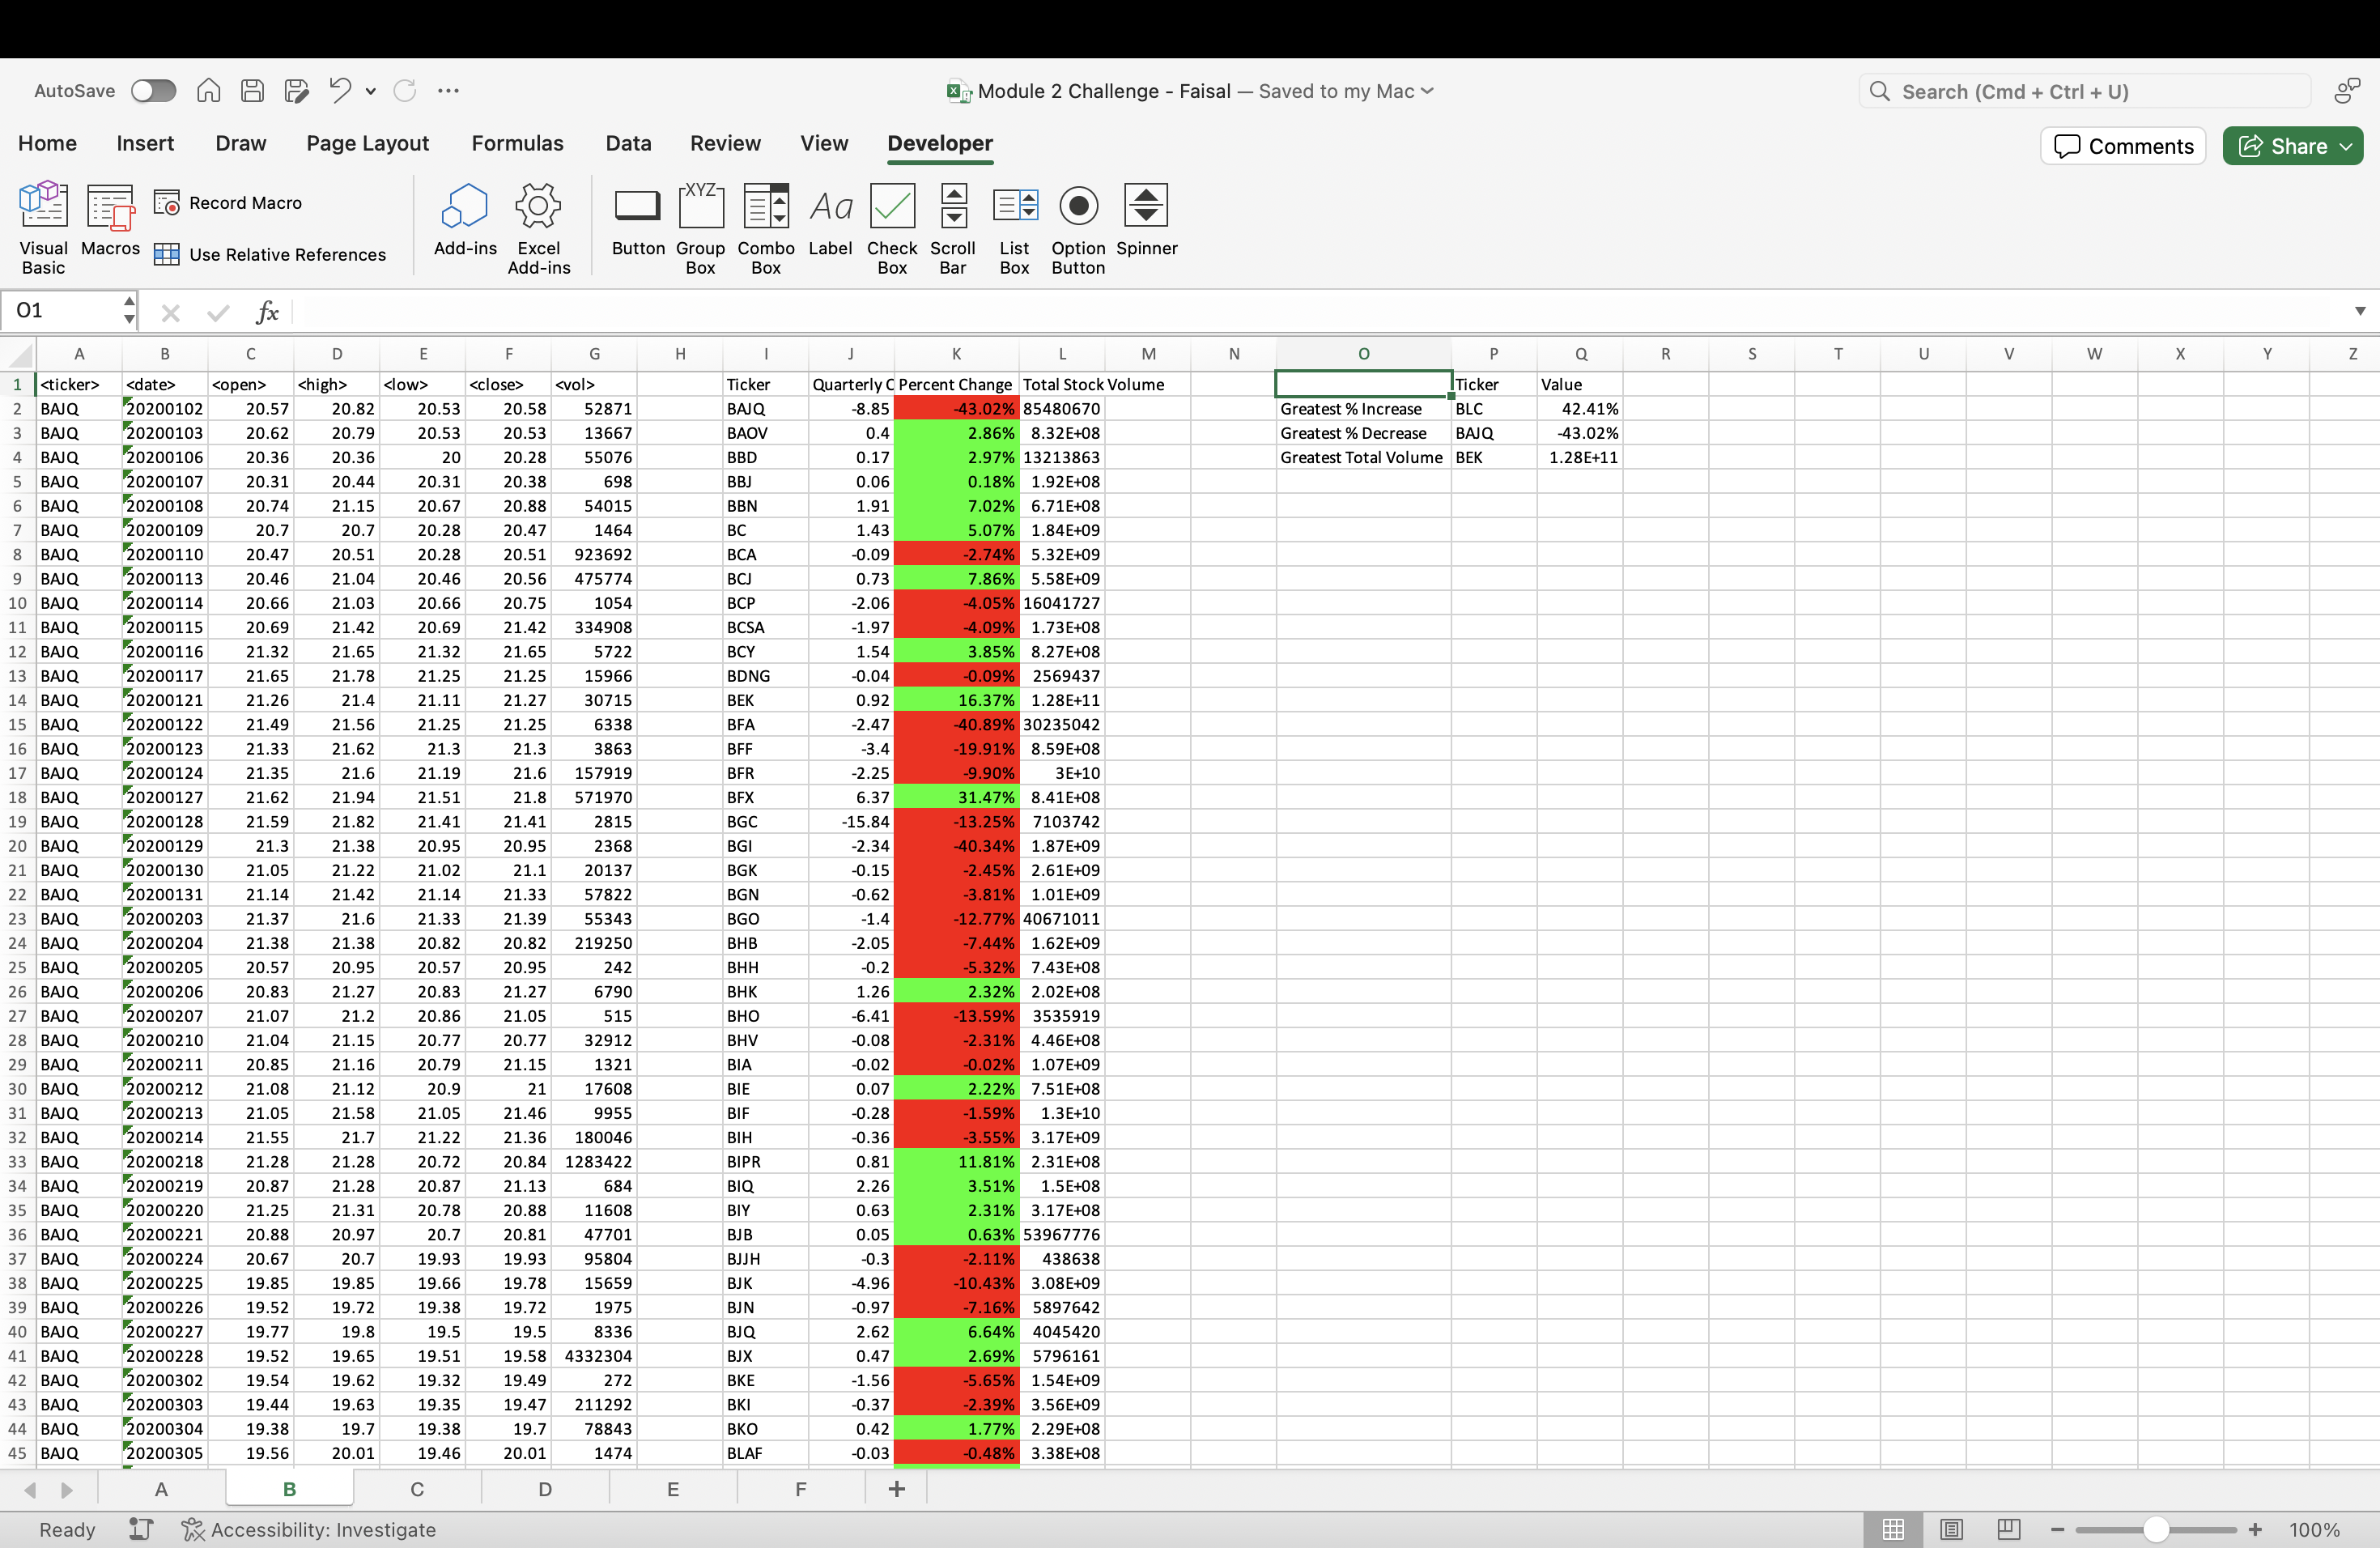 AutoSave
Module 2 Challenge - Faisal — Saved to my Mac
Search (Cmd + Ctrl + U)
Home Insert Draw Page Layout Formulas Data Review View Developer
Comments Share
Visual Basic
Macros
Record Macro
Use Relative References
Add-ins
Excel Add-ins
XYZ
Aa
Button
Group Box
Combo Box
Label
Check Box
Scroll Bar
List Box
Option Button
Spinner
O1 fx
A B C D E F G H I J K L M N O P Q R S T U V W X Y Z
1 <ticker> <date> <open> <high> <low> <close> <vol> Ticker Quarterly C Percent Change Total Stock Volume Ticker Value
2 BAJQ 20200102 20.57 20.82 20.53 20.58 52871 BAJQ -8.85 -43.02% 85480670 Greatest % Increase BLC 42.41%
3 BAJQ 20200103 20.62 20.79 20.53 20.53 13667 BAOV 0.4 2.86% 8.32E+08 Greatest % Decrease BAJQ -43.02%
4 BAJQ 20200106 20.36 20.36 20 20.28 55076 BBD 0.17 2.97% 13213863 Greatest Total Volume BEK 1.28E+11
5 BAJQ 20200107 20.31 20.44 20.31 20.38 698 BBJ 0.06 0.18% 1.92E+08
6 BAJQ 20200108 20.74 21.15 20.67 20.88 54015 BBN 1.91 7.02% 6.71E+08
7 BAJQ 20200109 20.7 20.7 20.28 20.47 1464 BC 1.43 5.07% 1.84E+09
8 BAJQ 20200110 20.47 20.51 20.28 20.51 923692 BCA -0.09 -2.74% 5.32E+09
9 BAJQ 20200113 20.46 21.04 20.46 20.56 475774 BCJ 0.73 7.86% 5.58E+09
10 BAJQ 20200114 20.66 21.03 20.66 20.75 1054 BCP -2.06 -4.05% 16041727
11 BAJQ 20200115 20.69 21.42 20.69 21.42 334908 BCSA -1.97 -4.09% 1.73E+08
12 BAJQ 20200116 21.32 21.65 21.32 21.65 5722 BCY 1.54 3.85% 8.27E+08
13 BAJQ 20200117 21.65 21.78 21.25 21.25 15966 BDNG -0.04 -0.09% 2569437
14 BAJQ 20200121 21.26 21.4 21.11 21.27 30715 BEK 0.92 16.37% 1.28E+11
15 BAJQ 20200122 21.49 21.56 21.25 21.25 6338 BFA -2.47 -40.89% 30235042
16 BAJQ 20200123 21.33 21.62 21.3 21.3 3863 BFF -3.4 -19.91% 8.59E+08
17 BAJQ 20200124 21.35 21.6 21.19 21.6 157919 BFR -2.25 -9.90% 3E+10
18 BAJQ 20200127 21.62 21.94 21.51 21.8 571970 BFX 6.37 31.47% 8.41E+08
19 BAJQ 20200128 21.59 21.82 21.41 21.41 2815 BGC -15.84 -13.25% 7103742
20 BAJQ 20200129 21.3 21.38 20.95 20.95 2368 BGI -2.34 -40.34% 1.87E+09
21 BAJQ 20200130 21.05 21.22 21.02 21.1 20137 BGK -0.15 -2.45% 2.61E+09
22 BAJQ 20200131 21.14 21.42 21.14 21.33 57822 BGN -0.62 -3.81% 1.01E+09
23 BAJQ 20200203 21.37 21.6 21.33 21.39 55343 BGO -1.4 -12.77% 40671011
24 BAJQ 20200204 21.38 21.38 20.82 20.82 219250 BHB -2.05 -7.44% 1.62E+09
25 BAJQ 20200205 20.57 20.95 20.57 20.95 242 BHH -0.2 -5.32% 7.43E+08
26 BAJQ 20200206 20.83 21.27 20.83 21.27 6790 BHK 1.26 2.32% 2.02E+08
27 BAJQ 20200207 21.07 21.2 20.86 21.05 515 BHO -6.41 -13.59% 3535919
28 BAJQ 20200210 21.04 21.15 20.77 20.77 32912 BHV -0.08 -2.31% 4.46E+08
29 BAJQ 20200211 20.85 21.16 20.79 21.15 1321 BIA -0.02 -0.02% 1.07E+09
30 BAJQ 20200212 21.08 21.12 20.9 21 17608 BIE 0.07 2.22% 7.51E+08
31 BAJQ 20200213 21.05 21.58 21.05 21.46 9955 BIF -0.28 -1.59% 1.3E+10
32 BAJQ 20200214 21.55 21.7 21.22 21.36 180046 BIH -0.36 -3.55% 3.17E+09
33 BAJQ 20200218 21.28 21.28 20.72 20.84 1283422 BIPR 0.81 11.81% 2.31E+08
34 BAJQ 20200219 20.87 21.28 20.87 21.13 684 BIQ 2.26 3.51% 1.5E+08
35 BAJQ 20200220 21.25 21.31 20.78 20.88 11608 BIY 0.63 2.31% 3.17E+08
36 BAJQ 20200221 20.88 20.97 20.7 20.81 47701 BJB 0.05 0.63% 53967776
37 BAJQ 20200224 20.67 20.7 19.93 19.93 95804 BJJH -0.3 -2.11% 438638
38 BAJQ 20200225 19.85 19.85 19.66 19.78 15659 BJK -4.96 -10.43% 3.08E+09
39 BAJQ 20200226 19.52 19.72 19.38 19.72 1975 BJN -0.97 -7.16% 5897642
40 BAJQ 20200227 19.77 19.8 19.5 19.5 8336 BJQ 2.62 6.64% 4045420
41 BAJQ 20200228 19.52 19.65 19.51 19.58 4332304 BJX 0.47 2.69% 5796161
42 BAJQ 20200302 19.54 19.62 19.32 19.49 272 BKE -1.56 -5.65% 1.54E+09
43 BAJQ 20200303 19.44 19.63 19.35 19.47 211292 BKI -0.37 -2.39% 3.56E+09
44 BAJQ 20200304 19.38 19.7 19.38 19.7 78843 BKO 0.42 1.77% 2.29E+08
45 BAJQ 20200305 19.56 20.01 19.46 20.01 1474 BLAF -0.03 -0.48% 3.38E+08
A B C D E F +
Ready Accessibility: Investigate 100%